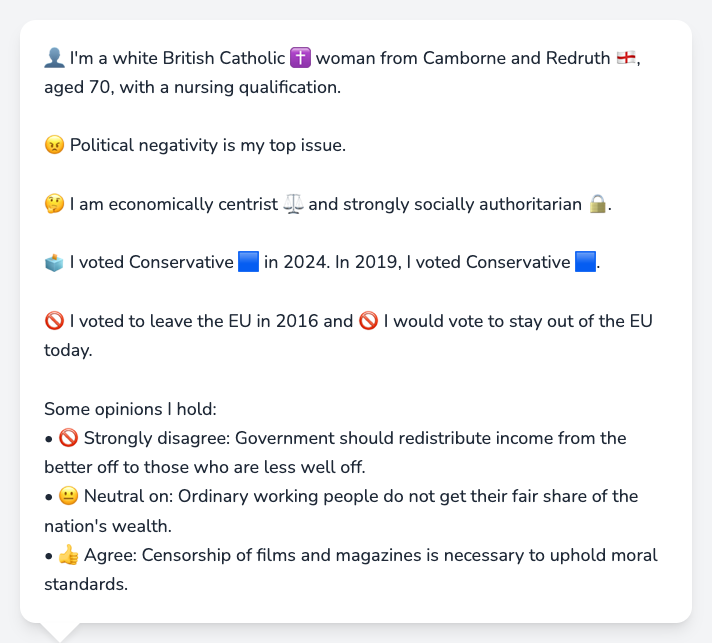 👤 I'm a white British Catholic ✝️ woman from Camborne and Redruth 🏴󠁧󠁢󠁥󠁮󠁧󠁿,
aged 70, with a nursing qualification.
😠 Political negativity is my top issue.
🤔 I am economically centrist ⚖️ and strongly socially authoritarian 🔒.
🗳️ I voted Conservative 🟦 in 2024. In 2019, I voted Conservative 🟦.
🚫 I voted to leave the EU in 2016 and 🚫 I would vote to stay out of the EU
today.
Some opinions I hold:
• 🚫 Strongly disagree: Government should redistribute income from the
better off to those who are less well off.
• 😐 Neutral on: Ordinary working people do not get their fair share of the
nation's wealth.
• 👍 Agree: Censorship of films and magazines is necessary to uphold moral
standards.